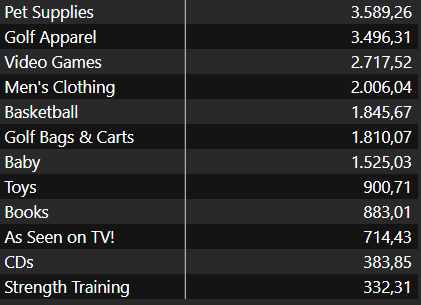 Pet Supplies 3.589,26
Golf Apparel 3.496,31
Video Games 2.717,52
Men's Clothing 2.006,04
Basketball 1.845,67
Golf Bags & Carts 1.810,07
Baby 1.525,03
Toys 900,71
Books 883,01
As Seen on TV! 714,43
CDs 383,85
Strength Training 332,31